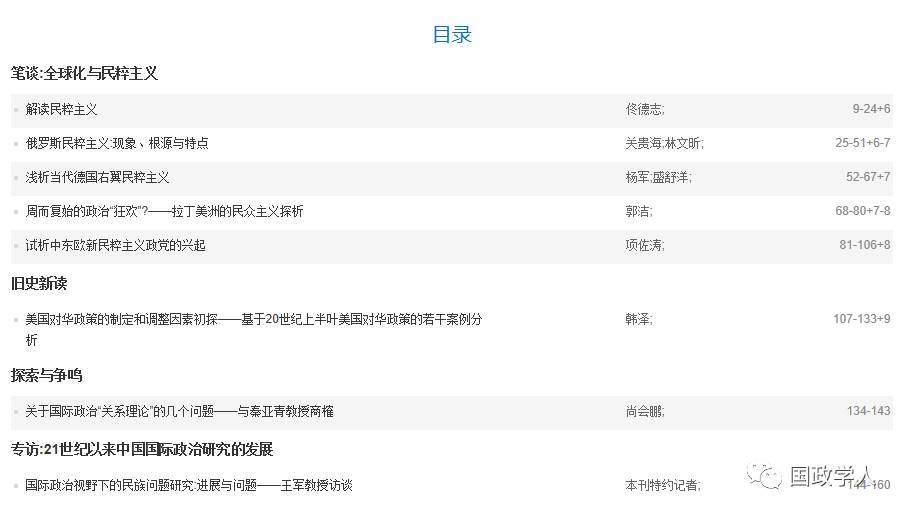 目录
笔谈:全球化与民粹主义
解读民粹主义 佟德志; 9-24+6
俄罗斯民粹主义:现象、根源与特点 关贵海;林文昕; 25-51+6-7
浅析当代德国右翼民粹主义 杨军;盛舒洋; 52-67+7
周而复始的政治“狂欢”?——拉丁美洲的民众主义探析 郭洁; 68-80+7-8
试析中东欧新民粹主义政党的兴起 项佐涛; 81-106+8
旧史新读
美国对华政策的制定和调整因素初探——基于20世纪上半叶美国对华政策的若干案例分 韩泽; 107-133+9
析
探索与争鸣
关于国际政治“关系理论”的几个问题——与秦亚青教授商榷 尚会鹏; 134-143
专访:21世纪以来中国国际政治研究的发展
国际政治视野下的民族问题研究:进展与问题——王军教授访谈 本刊特约记者; 144-160
国政学人